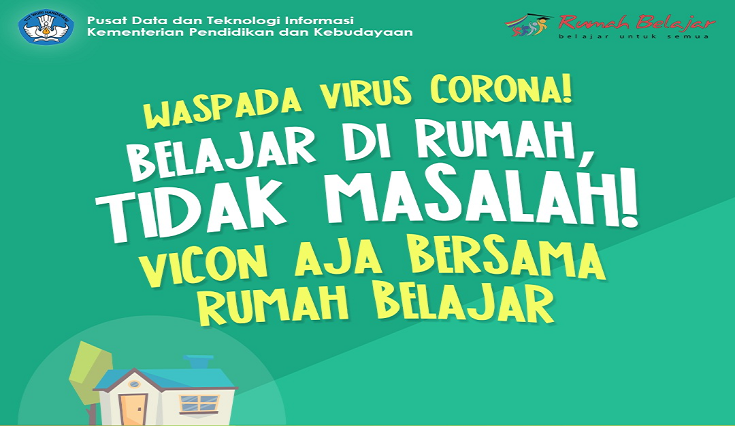 Pusat Data dan Teknologi Informasi
Kementerian Pendidikan dan Kebudayaan
Rumah Belajar
belajar untuk semua
WASPADA VIRUS CORONA!
BELAJAR DI RUMAH,
TIDAK MASALAH!
VICON AJA BERSAMA
RUMAH BELAJAR